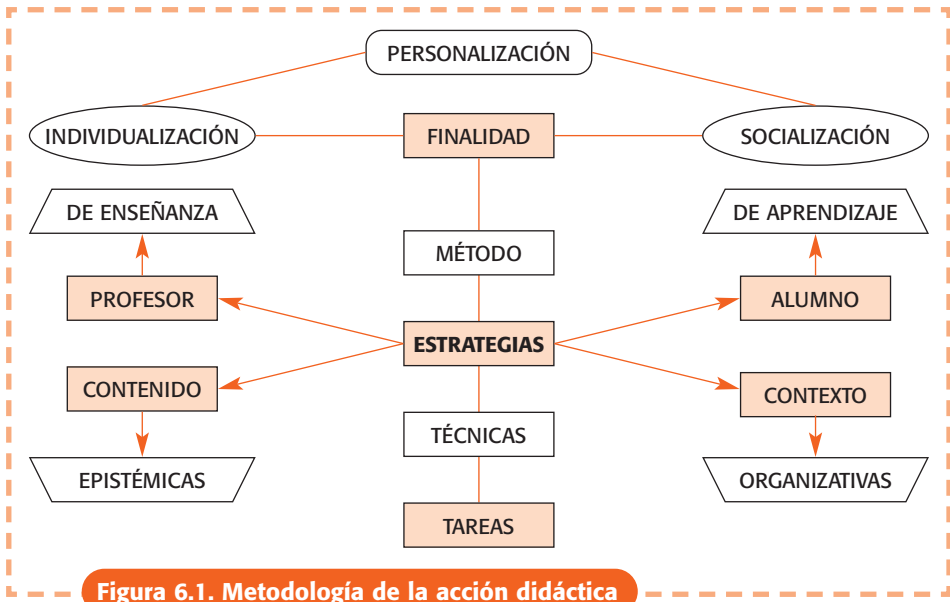 PERSONALIZACIÓN
INDIVIDUALIZACIÓN
FINALIDAD
SOCIALIZACIÓN
DE ENSEÑANZA
DE APRENDIZAJE
MÉTODO
PROFESOR
ALUMNO
ESTRATEGIAS
CONTENIDO
CONTEXTO
TÉCNICAS
EPISTÉMICAS
ORGANIZATIVAS
TAREAS
Figura 6.1. Metodología de la acción didáctica